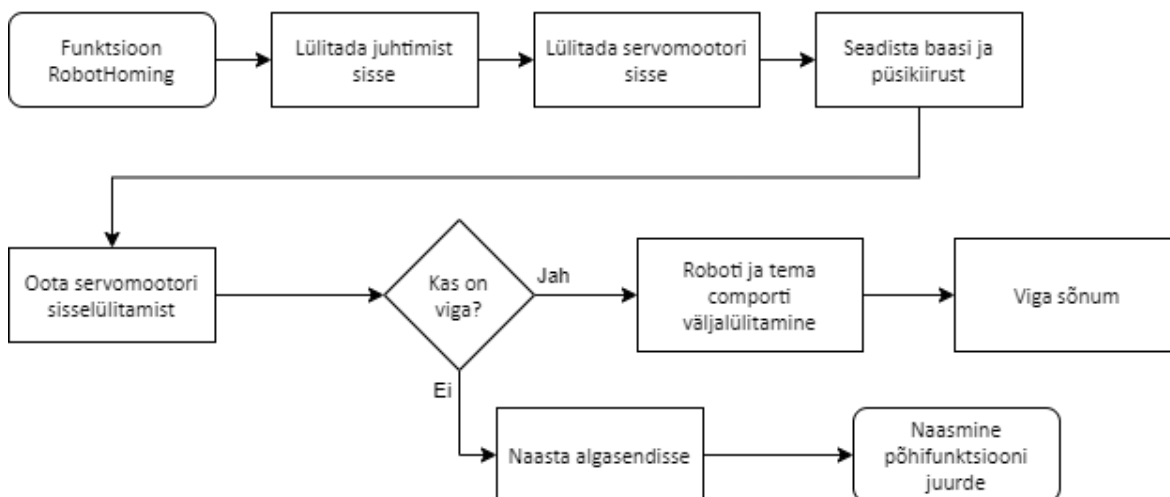 Funktsioon
RobotHoming
Lülitada juhtimist
sisse
Lülitada servomootori
sisse
Seadista baasi ja
püsikiirust
Oota servomootori
sisselülitamist
Kas on
viga?
Jah
Roboti ja tema
comporti
väljalülitamine
Viga sõnum
Ei
Naasta algasendisse
Naasmine
põhifunktsiooni
juurde